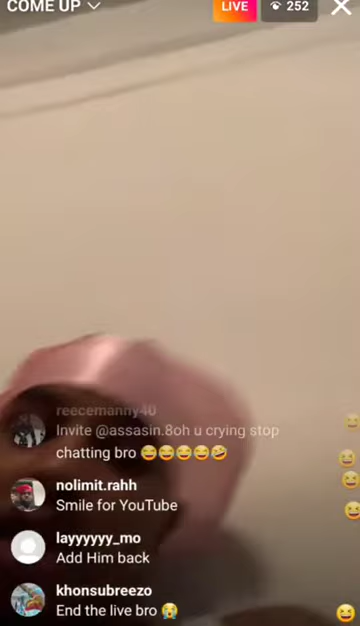 COME UP
LIVE
252
reecemanny40
Invite @assasin.8oh u crying stop
chatting bro 😂😂😂😂🤣
nolimit.rahh
Smile for YouTube
layyyyyy_mo
Add Him back
khonsubreezo
End the live bro 😭